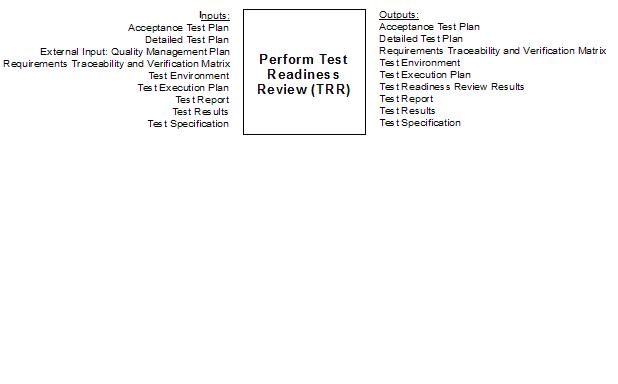 Inputs:
Acceptance Test Plan
Detailed Test Plan
External Input: Quality Management Plan
Requirements Traceability and Verification Matrix
Test Environment
Test Execution Plan
Test Report
Test Results
Test Specification
Perform Test
Readiness
Review (TRR)
Outputs:
Acceptance Test Plan
Detailed Test Plan
Requirements Traceability and Verification Matrix
Test Environment
Test Execution Plan
Test Readiness Review Results
Test Report
Test Results
Test Specification